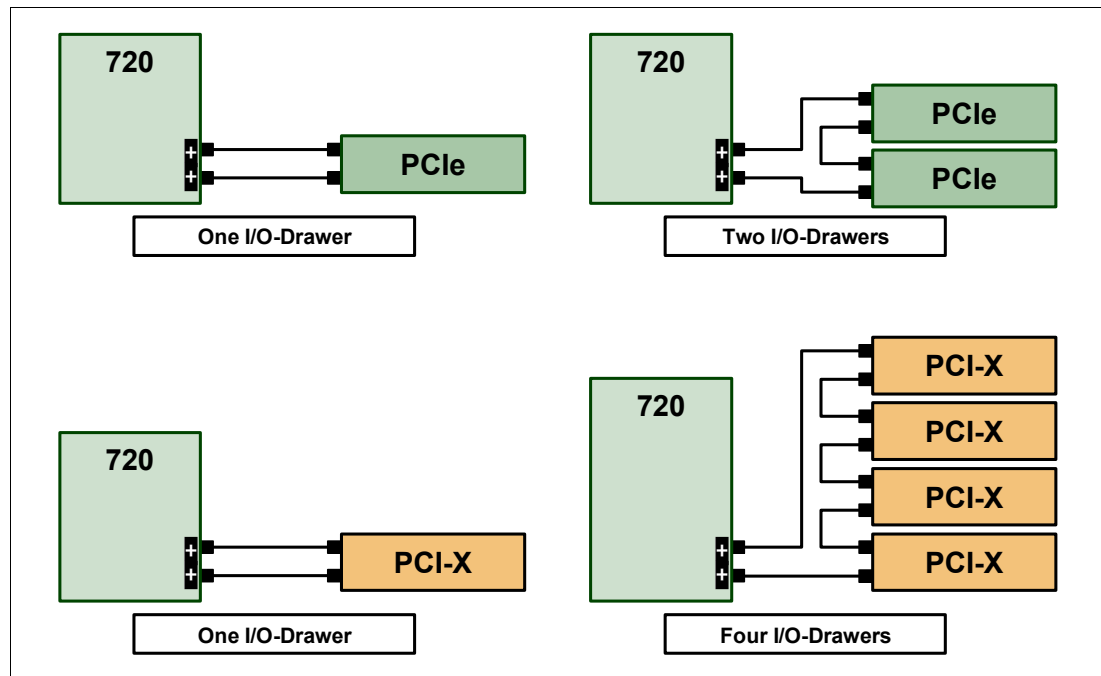 720
+
+
PCIe
One I/O-Drawer
720
+
+
PCIe
PCIe
Two I/O-Drawers
720
+
+
PCI-X
One I/O-Drawer
720
+
+
PCI-X
PCI-X
PCI-X
PCI-X
Four I/O-Drawers